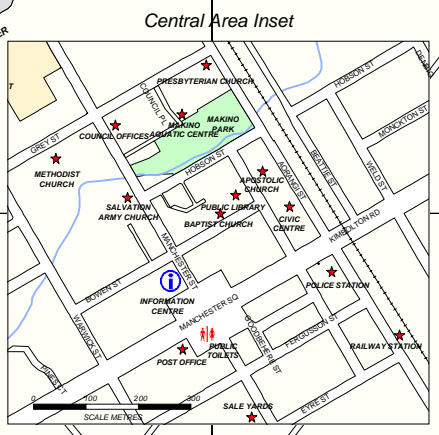 Central Area Inset
PRESBYTERIAN CHURCH
HOBSON ST
COUNCIL PL
MAKINO
PARK
MAKINO
AQUATIC CENTRE
COUNCIL OFFICES
MONCKTON ST
GREY ST
HOBSON ST
BEATTIE ST
WELD ST
METHODIST
CHURCH
AORANGI ST
APOSTOLIC
CHURCH
SALVATION
ARMY CHURCH
PUBLIC LIBRARY
BAPTIST CHURCH
CIVIC
CENTRE
KIMBOLTON RD
MANCHESTER ST
BOWEN ST
i
INFORMATION
CENTRE
POLICE STATION
MANCHESTER SQ
WARWICK ST
GOODBEHERE ST
FERGUSSON ST
PUBLIC
TOILETS
POST OFFICE
RAILWAY STATION
EYRE ST
SALE YARDS
0 100 200 300
SCALE METRES